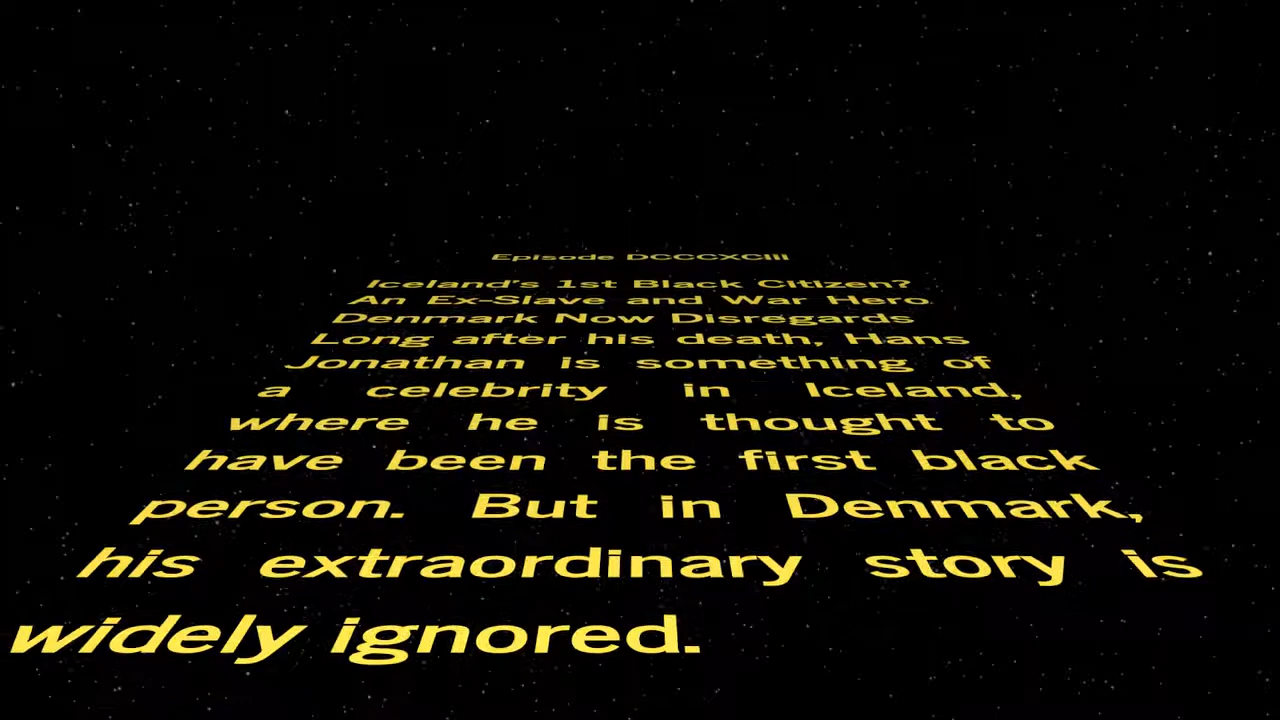 Episode DCCCXCIII
Iceland's 1st Black Citizen?
An Ex-Slave and War Hero
Denmark Now Disregards
Long after his death, Hans
Jonathan is something of
a celebrity in Iceland,
where he is thought to
have been the first black
person. But in Denmark,
his extraordinary story is
widely ignored.